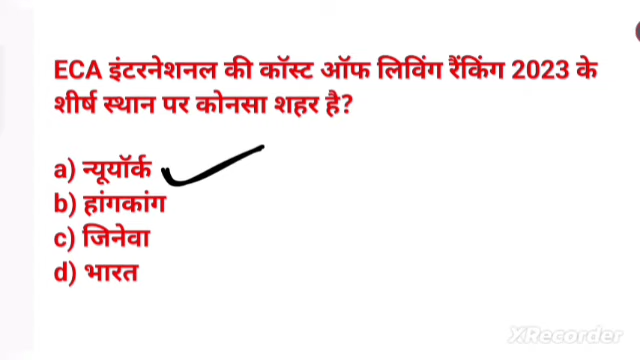 ECA इंटरनेशनल की कॉस्ट ऑफ लिविंग रैंकिंग 2023 के
शीर्ष स्थान पर कोनसा शहर है?
a) न्यूयॉर्क
b) हांगकांग
c) जिनेवा
d) भारत
XRecorder